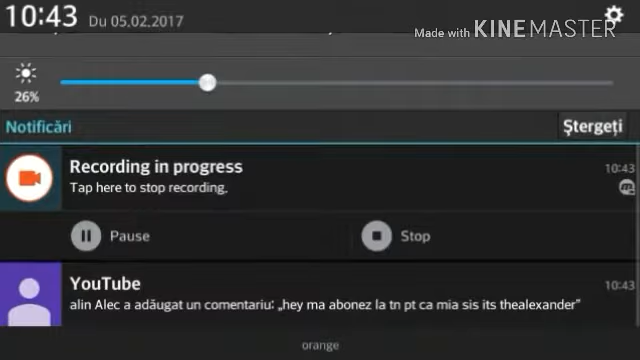 10:43 Du 05.02.2017
Made with KINEMASTER
26%
Notificări Ștergeți
Recording in progress 10:43
Tap here to stop recording.
Pause Stop
YouTube 10:43
alin Alec a adăugat un comentariu: „hey ma abonez la tn pt ca mia sis its thealexander”
orange